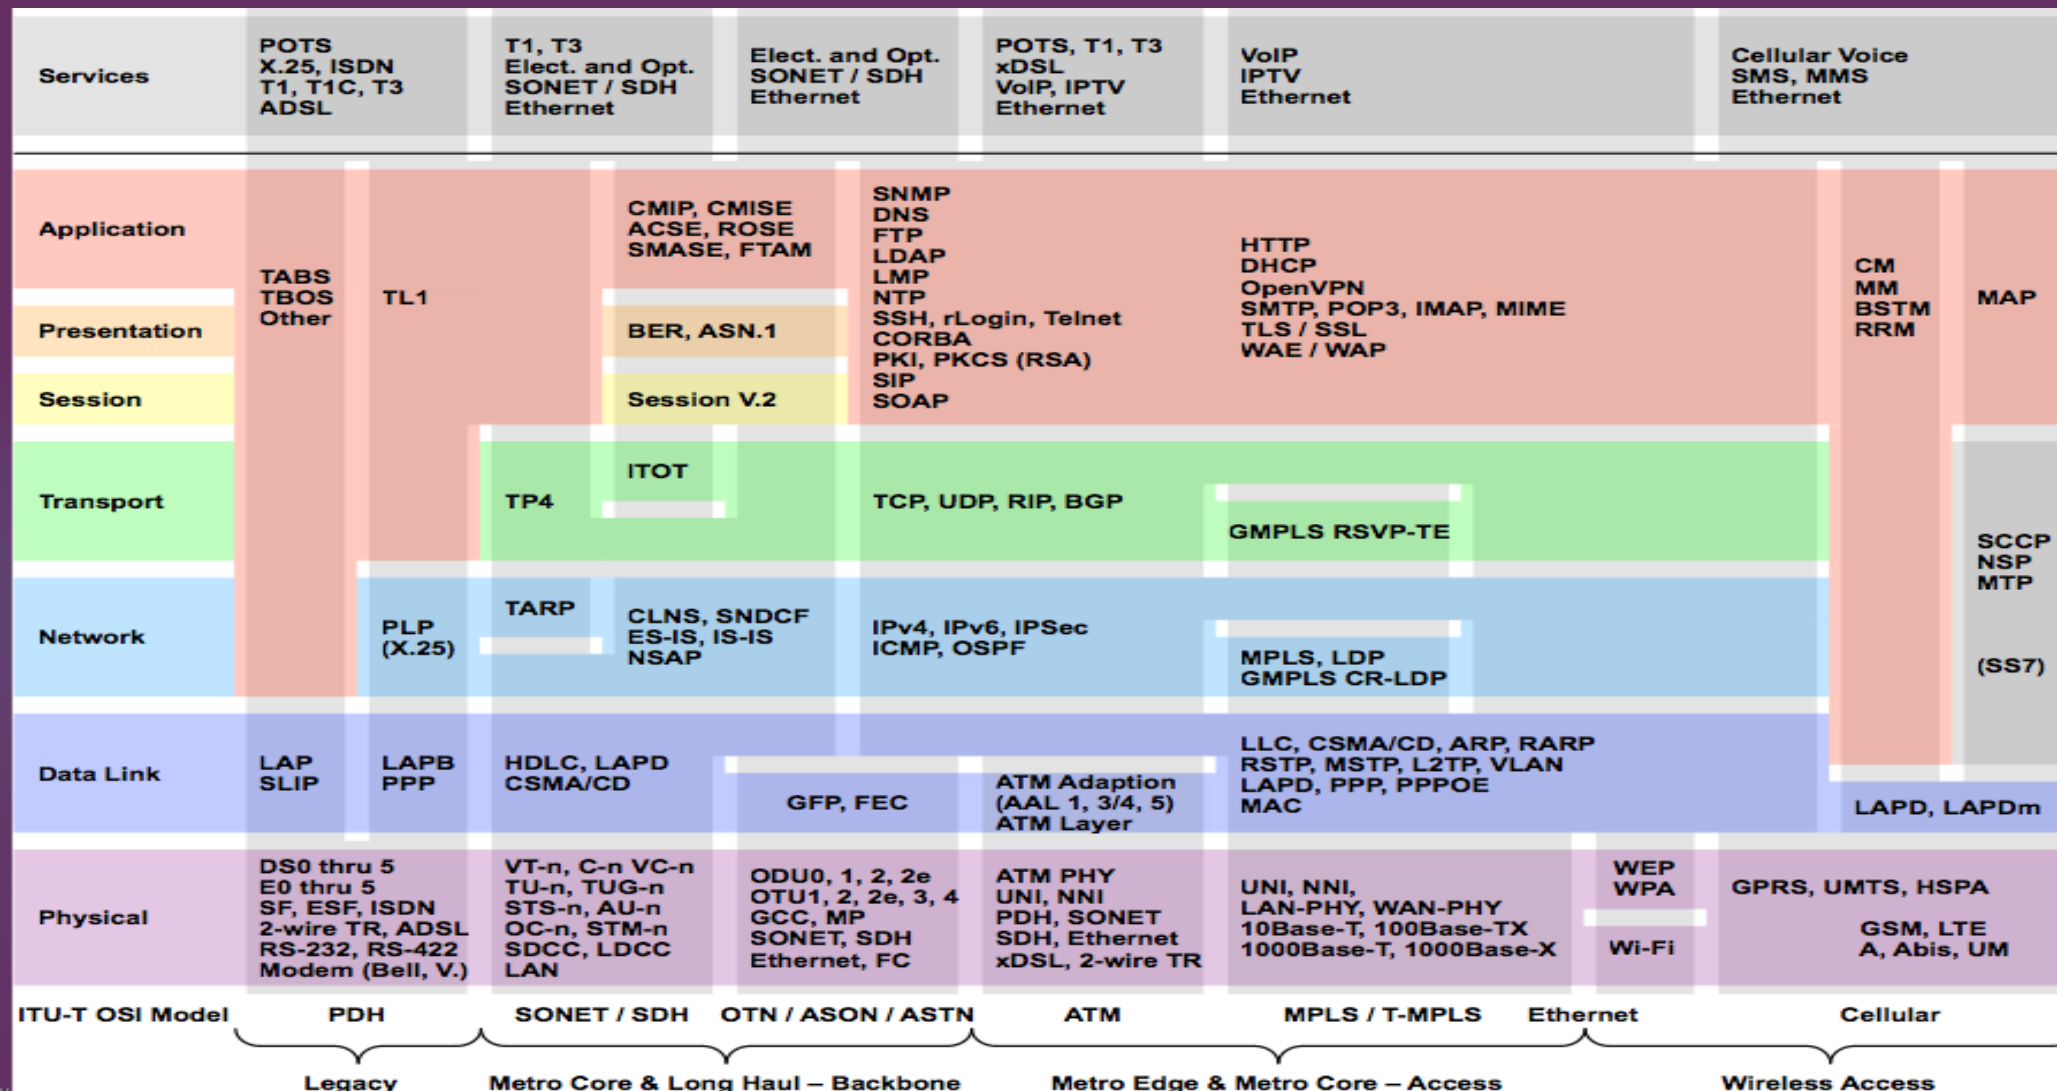 Services
POTS
X.25, ISDN
T1, T1C, T3
ADSL
T1, T3
Elect. and Opt.
SONET / SDH
Ethernet
Elect. and Opt.
SONET / SDH
Ethernet
POTS, T1, T3
xDSL
VoIP, IPTV
Ethernet
VoIP
IPTV
Ethernet
Cellular Voice
SMS, MMS
Ethernet
Application
Presentation
Session
TABS
TBOS
Other
TL1
CMIP, CMISE
ACSE, ROSE
SMASE, FTAM
BER, ASN.1
Session V.2
SNMP
DNS
FTP
LDAP
LMP
NTP
SSH, rLogin, Telnet
CORBA
PKI, PKCS (RSA)
SIP
SOAP
HTTP
DHCP
OpenVPN
SMTP, POP3, IMAP, MIME
TLS / SSL
WAE / WAP
CM
MM
BSTM
RRM
MAP
Transport
TP4
ITOT
TCP, UDP, RIP, BGP
GMPLS RSVP-TE
SCCP
NSP
MTP
(SS7)
Network
PLP
(X.25)
TARP
CLNS, SNDCF
ES-IS, IS-IS
NSAP
IPv4, IPv6, IPSec
ICMP, OSPF
MPLS, LDP
GMPLS CR-LDP
Data Link
LAP
SLIP
LAPB
PPP
HDLC, LAPD
CSMA/CD
GFP, FEC
ATM Adaption
(AAL 1, 3/4, 5)
ATM Layer
LLC, CSMA/CD, ARP, RARP
RSTP, MSTP, L2TP, VLAN
LAPD, PPP, PPPOE
MAC
LAPD, LAPDm
Physical
DS0 thru 5
E0 thru 5
SF, ESF, ISDN
2-wire TR, ADSL
RS-232, RS-422
Modem (Bell, V.)
VT-n, C-n VC-n
TU-n, TUG-n
STS-n, AU-n
OC-n, STM-n
SDCC, LDCC
LAN
ODU0, 1, 2, 2e
OTU1, 2, 2e, 3, 4
GCC, MP
SONET, SDH
Ethernet, FC
ATM PHY
UNI, NNI
PDH, SONET
SDH, Ethernet
xDSL, 2-wire TR
UNI, NNI,
LAN-PHY, WAN-PHY
10Base-T, 100Base-TX
1000Base-T, 1000Base-X
WEP
WPA
Wi-Fi
GPRS, UMTS, HSPA
GSM, LTE
A, Abis, UM
ITU-T OSI Model
PDH
SONET / SDH
OTN / ASON / ASTN
ATM
MPLS / T-MPLS
Ethernet
Cellular
Legacy
Metro Core & Long Haul – Backbone
Metro Edge & Metro Core – Access
Wireless Access